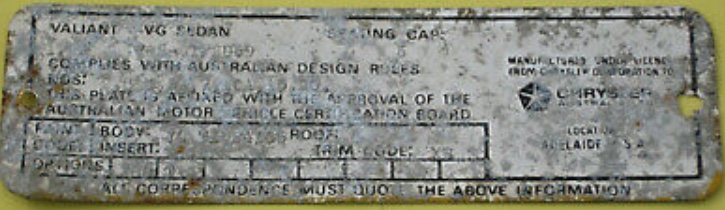 VALIANT VG SEDAN SEATING CAP.
COMPLIES WITH AUSTRALIAN DESIGN RULES
NOS:
THIS PLATE IS AFFIXED WITH THE APPROVAL OF THE
AUSTRALIAN MOTOR VEHICLE CERTIFICATION BOARD
MANUFACTURED UNDER LICENSE
FROM CHRYSLER CORPORATION TO
CHRYSLER
AUSTRALIA
LOCATION
ADELAIDE S.A.
PAINT BODY: ROOF:
CODE: INSERT: TRIM CODE:
OPTIONS:
ALL CORRESPONDENCE MUST QUOTE THE ABOVE INFORMATION